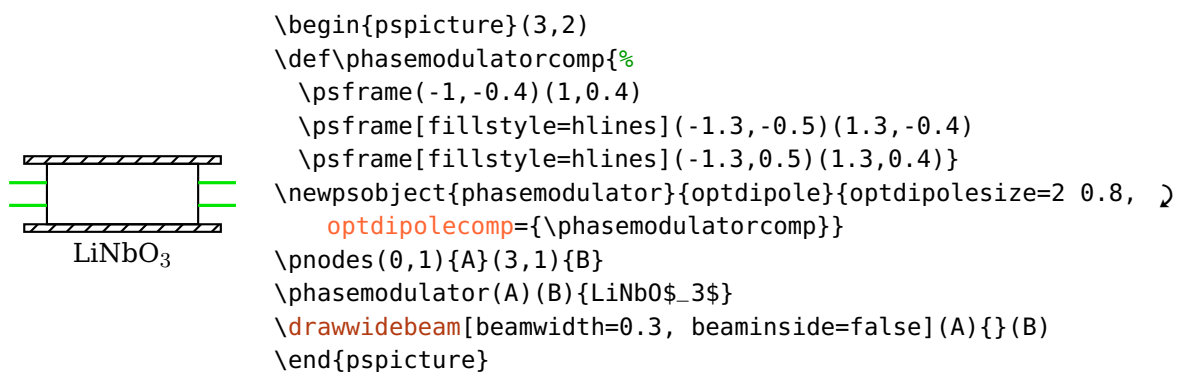 \begin{pspicture}(3,2)
\def\phasemodulatorcomp{%
\psframe(-1,-0.4)(1,0.4)
\psframe[fillstyle=hlines](-1.3,-0.5)(1.3,-0.4)
\psframe[fillstyle=hlines](-1.3,0.5)(1.3,0.4)}
\newpsobject{phasemodulator}{optdipole}{optdipolesize=2 0.8,
optdipolecomp={\phasemodulatorcomp}}
\pnodes(0,1){A}(3,1){B}
\phasemodulator(A)(B){LiNbO$_3$}
\drawwidebeam[beamwidth=0.3, beaminside=false](A){}(B)
\end{pspicture}
LiNbO₃